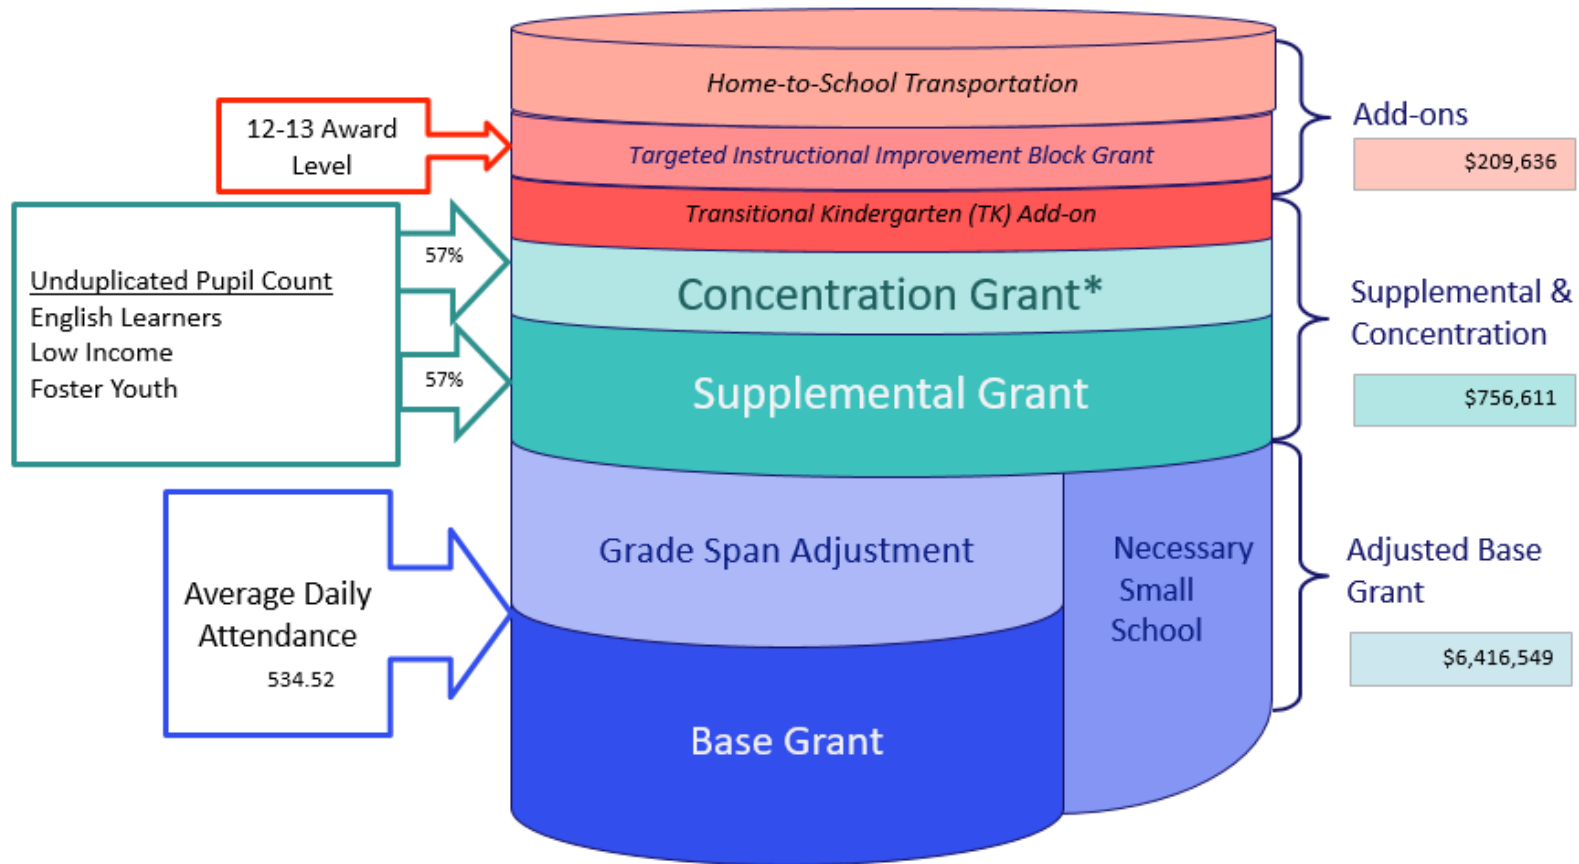 Home-to-School Transportation
12-13 Award
Level
Targeted Instructional Improvement Block Grant
Add-ons
$209,636
Transitional Kindergarten (TK) Add-on
57%
Unduplicated Pupil Count
English Learners
Low Income
Foster Youth
57%
Concentration Grant*
Supplemental Grant
Supplemental &
Concentration
$756,611
Average Daily
Attendance
534.52
Grade Span Adjustment
Necessary
Small
School
Adjusted Base
Grant
$6,416,549
Base Grant